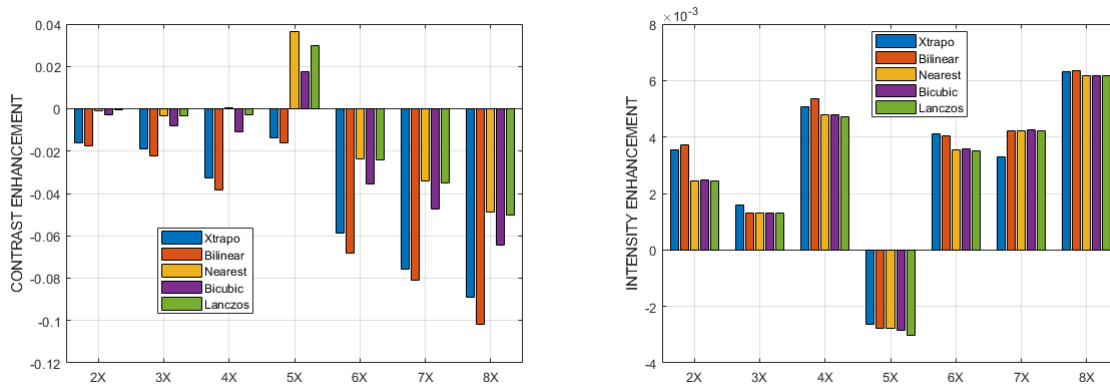 CONTRAST ENHANCEMENT
0.04
0.02
0
-0.02
-0.04
-0.06
-0.08
-0.1
-0.12
Xtrapo
Bilinear
Nearest
Bicubic
Lanczos
2X 3X 4X 5X 6X 7X 8X
INTENSITY ENHANCEMENT
×10⁻³
8
6
4
2
0
-2
-4
Xtrapo
Bilinear
Nearest
Bicubic
Lanczos
2X 3X 4X 5X 6X 7X 8X